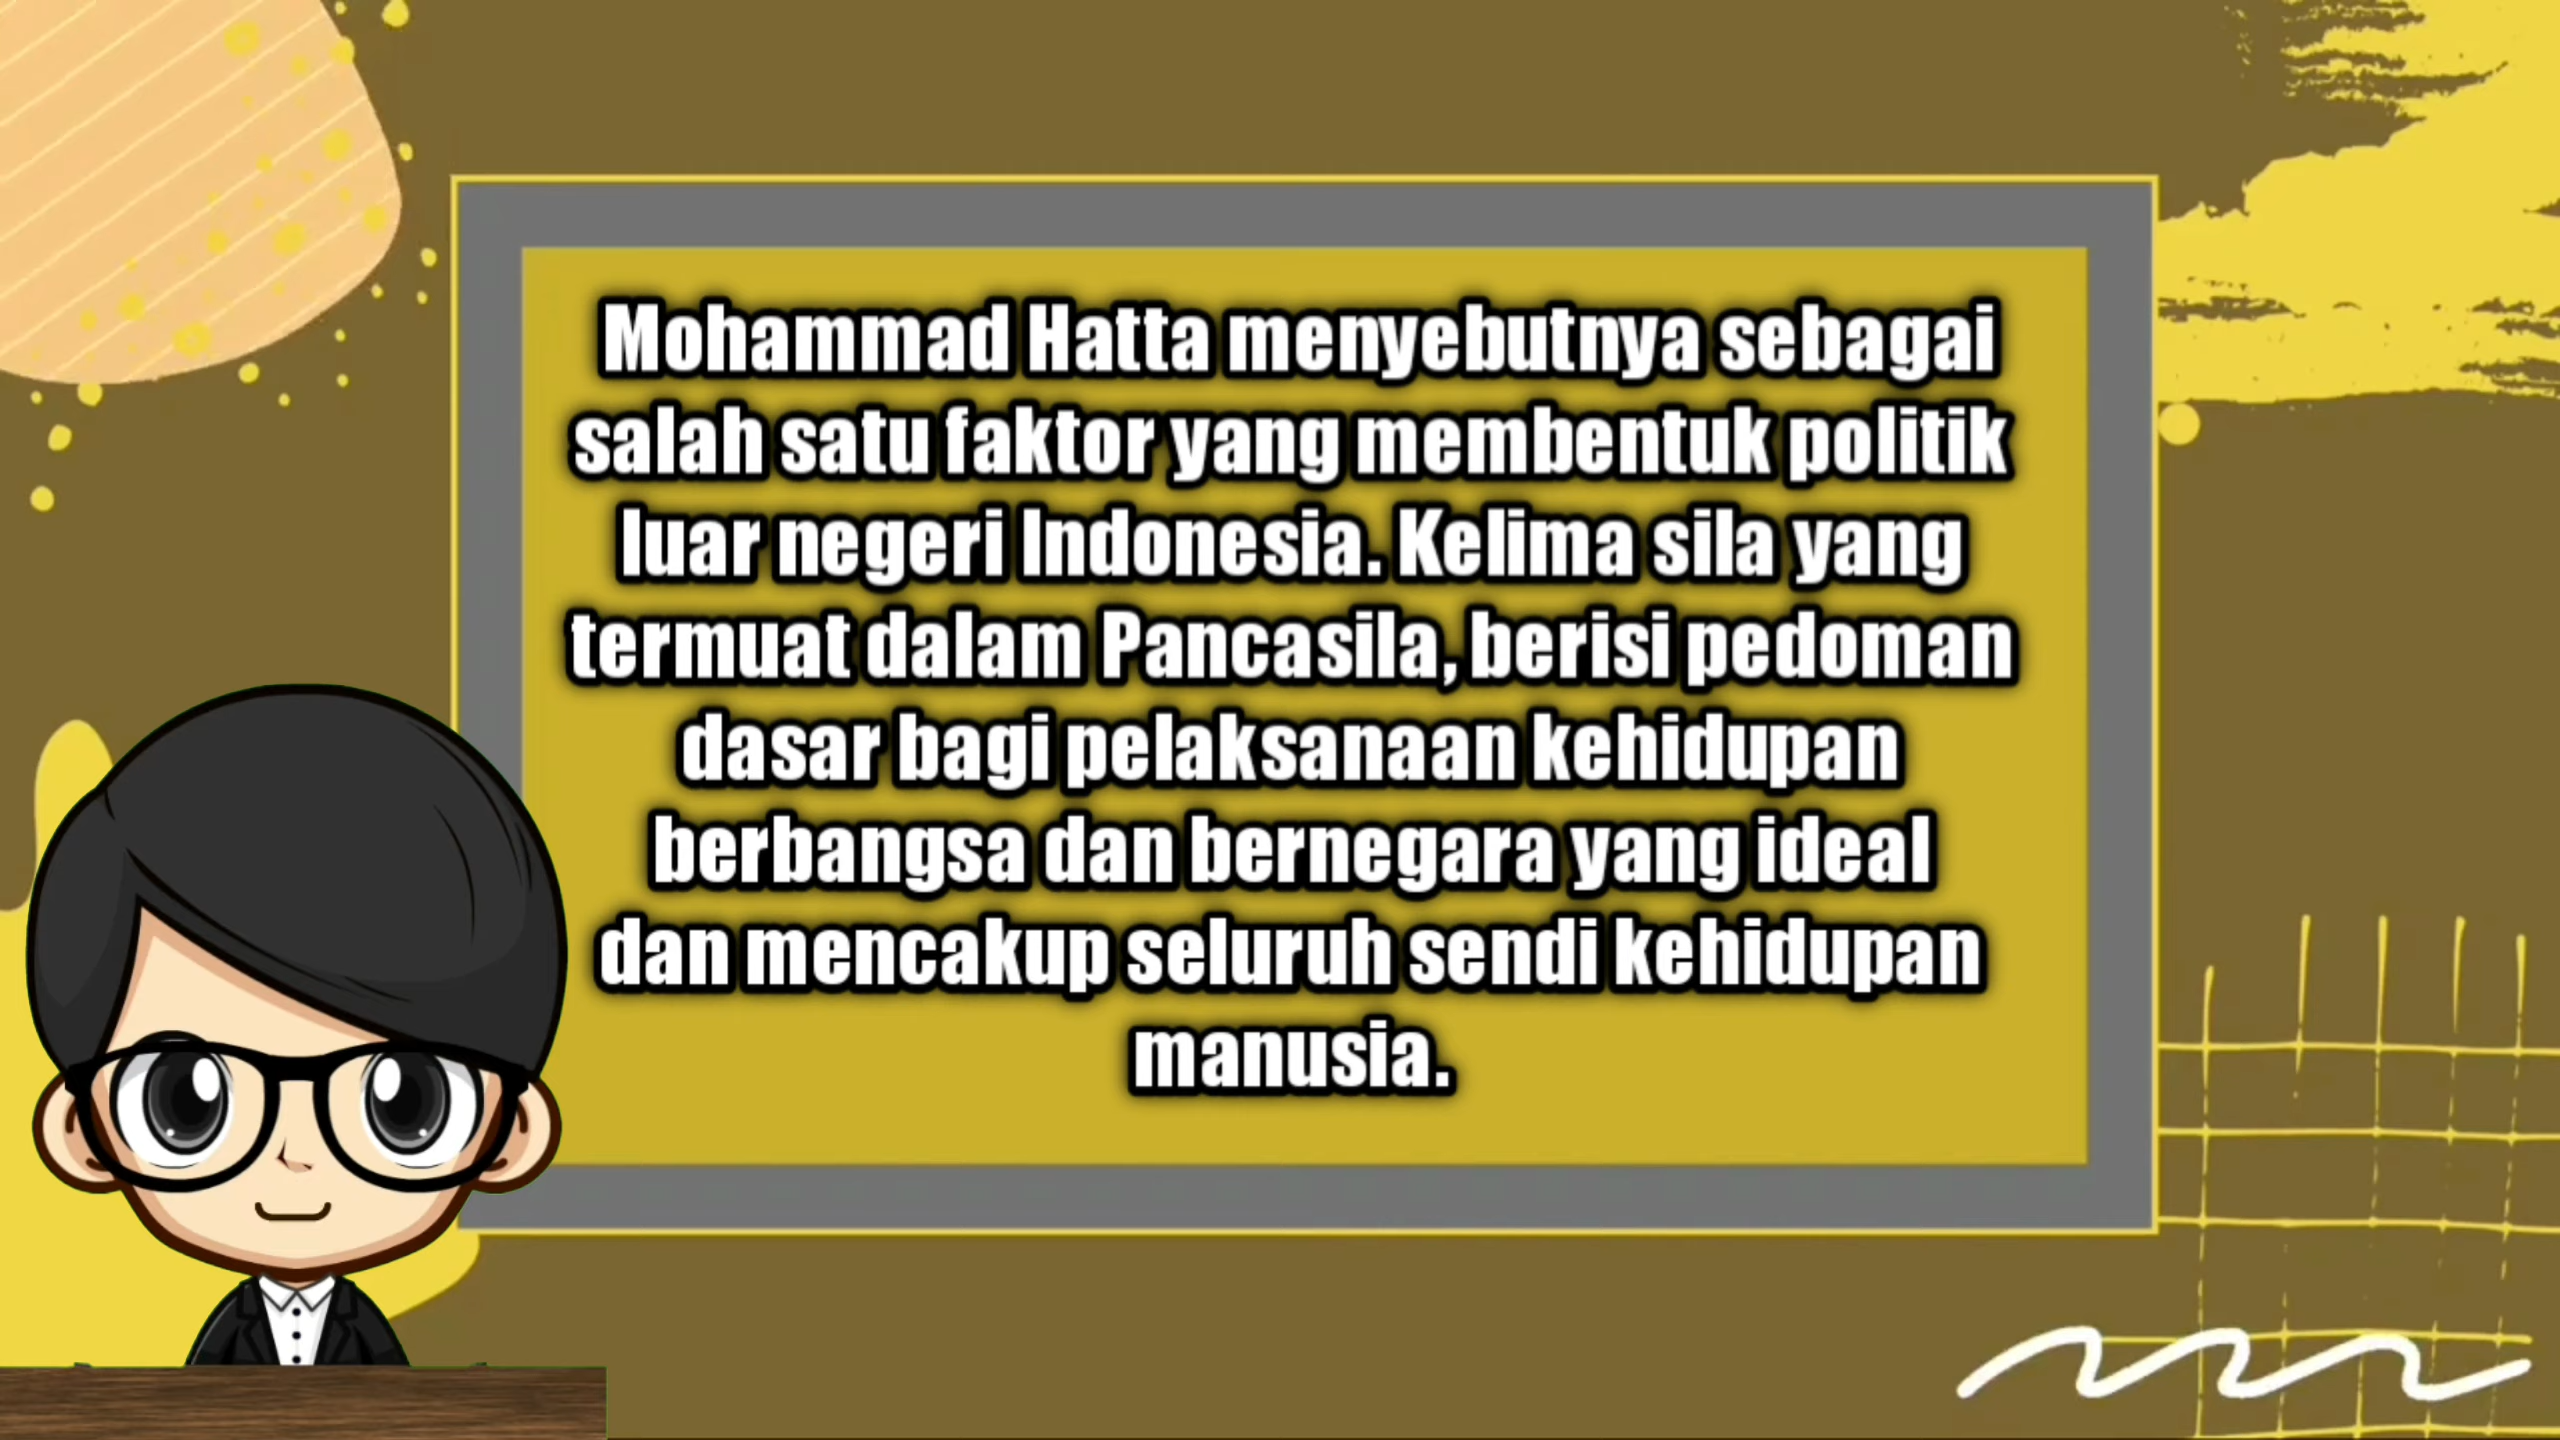 Mohammad Hatta menyebutnya sebagai
salah satu faktor yang membentuk politik
luar negeri Indonesia. Kelima sila yang
termuat dalam Pancasila, berisi pedoman
dasar bagi pelaksanaan kehidupan
berbangsa dan bernegara yang ideal
dan mencakup seluruh sendi kehidupan
manusia.